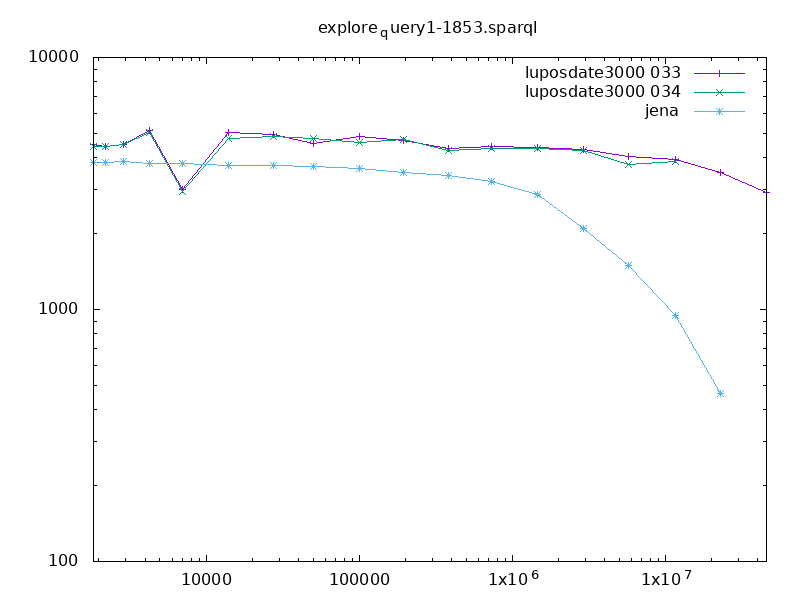 explore_query1-1853.sparql
luposdate3000 033
luposdate3000 034
jena
10000
1000
100
10000 100000 1x10^6 1x10^7